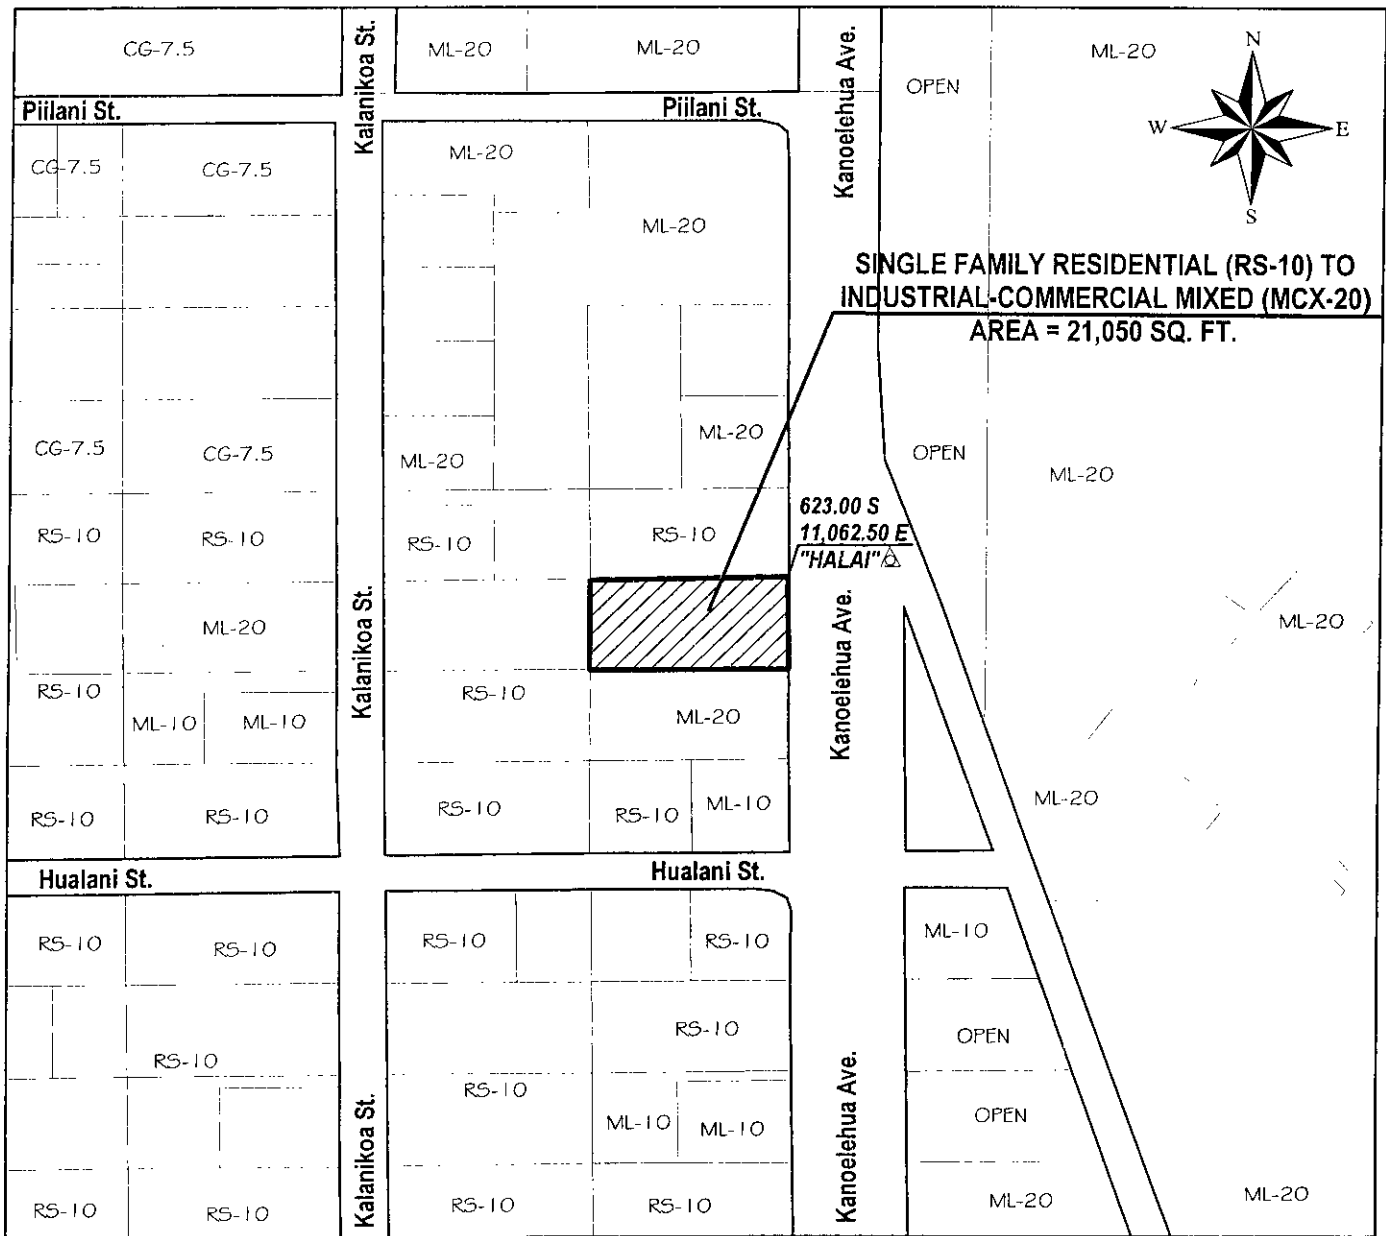 CG-7.5
Kalanikoa St.
ML-20
ML-20
Kanoelehua Ave.
OPEN
ML-20
N
W
E
S
Piilani St.
Piilani St.
CG-7.5
CG-7.5
ML-20
ML-20
SINGLE FAMILY RESIDENTIAL (RS-10) TO
INDUSTRIAL-COMMERCIAL MIXED (MCX-20)
AREA = 21,050 SQ. FT.
CG-7.5
CG-7.5
ML-20
ML-20
OPEN
ML-20
623.00 S
11,062.50 E
"HALAI"
RS-10
RS-10
RS-10
RS-10
Kalanikoa St.
Kanoelehua Ave.
ML-20
ML-20
RS-10
ML-10
ML-10
RS-10
ML-20
ML-20
RS-10
RS-10
RS-10
RS-10
ML-10
Hualani St.
Hualani St.
RS-10
RS-10
RS-10
RS-10
ML-10
RS-10
OPEN
RS-10
RS-10
ML-10
ML-10
OPEN
Kalanikoa St.
Kanoelehua Ave.
RS-10
RS-10
RS-10
RS-10
ML-20
ML-20